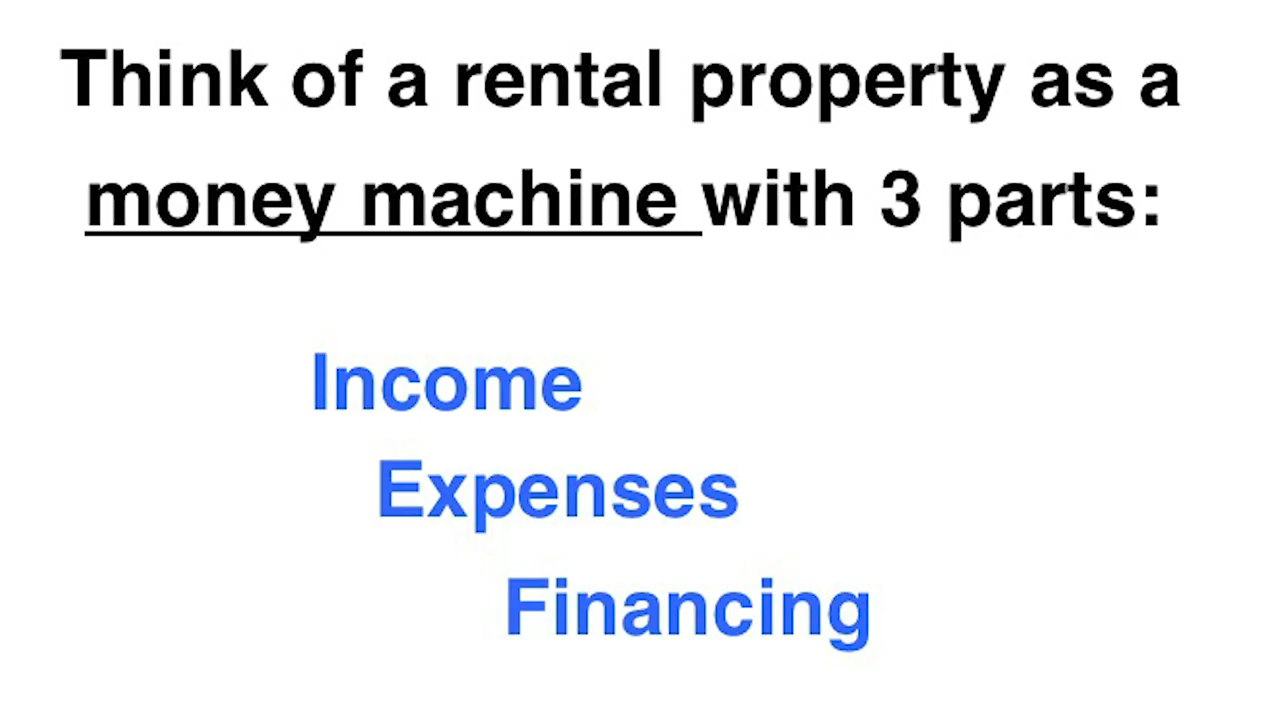 Think of a rental property as a
money machine with 3 parts:
Income
Expenses
Financing